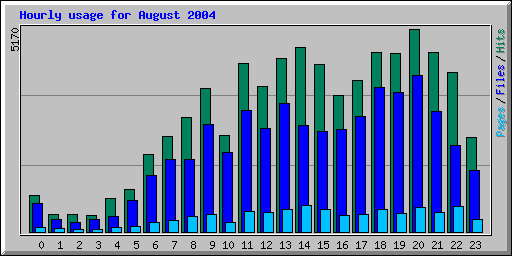 Hourly usage for August 2004
5170
Pages / Files / Hits
0 1 2 3 4 5 6 7 8 9 10 11 12 13 14 15 16 17 18 19 20 21 22 23